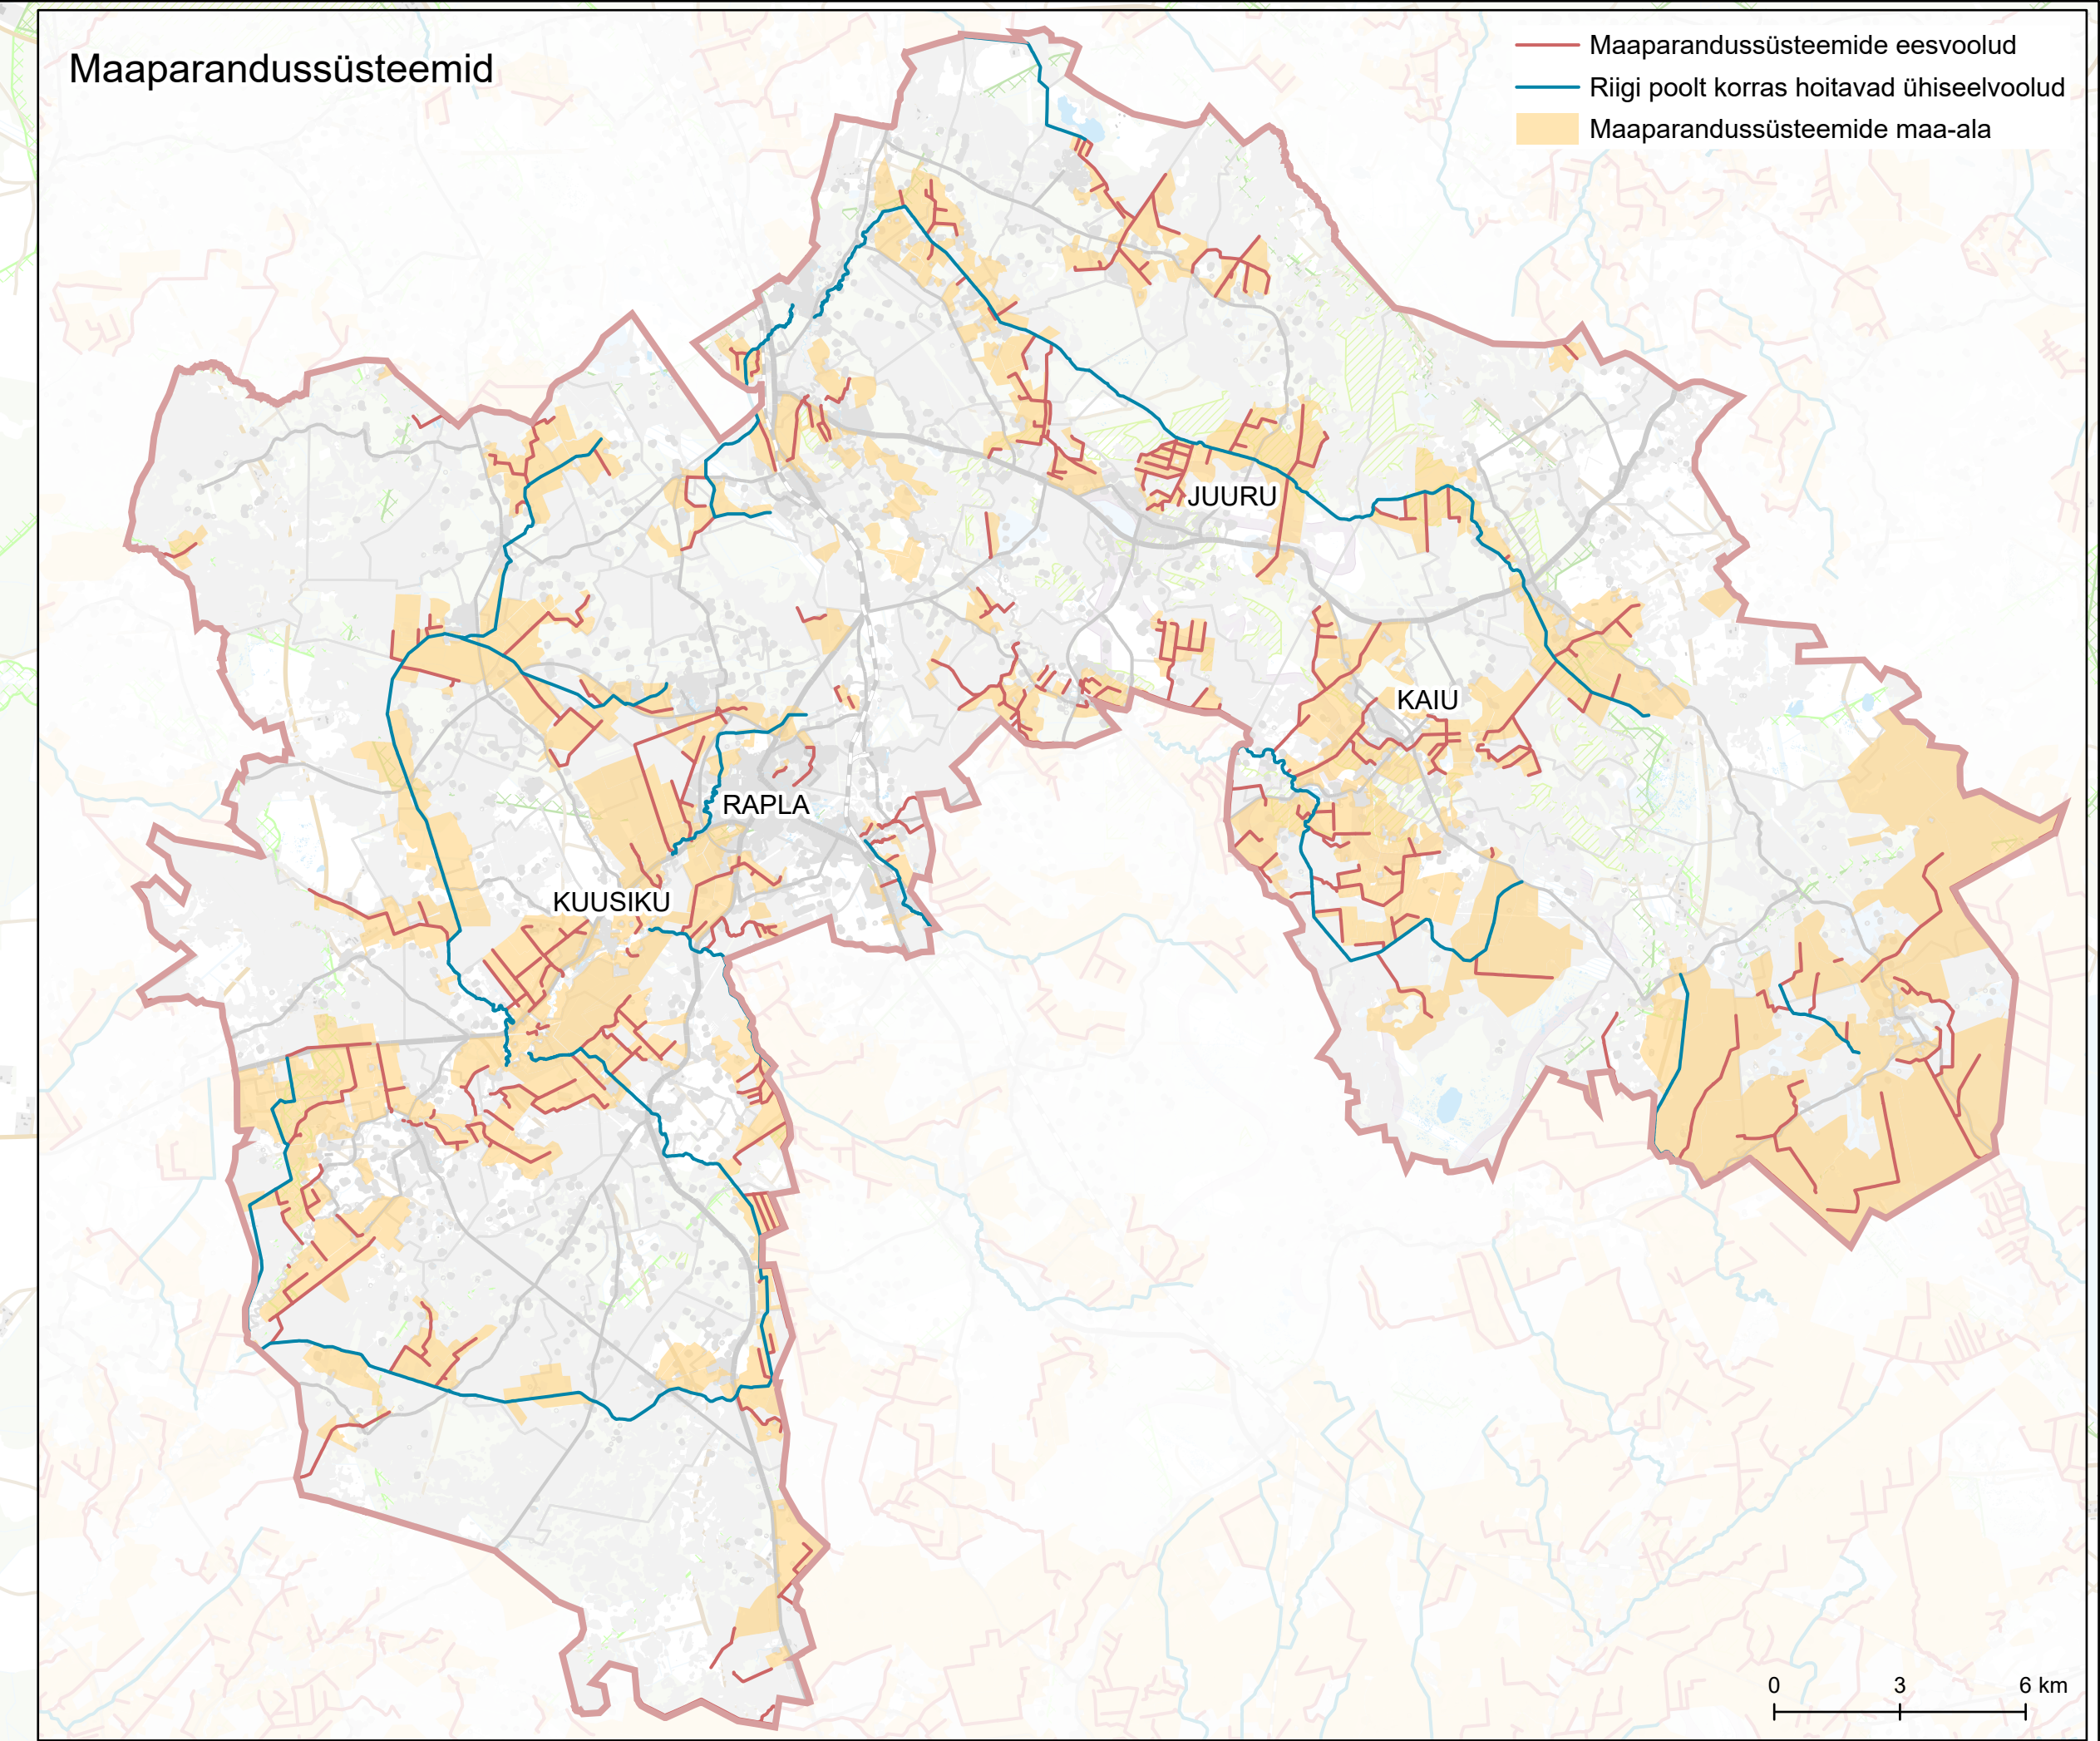 Maaparandussüsteemid
Maaparandussüsteemide eesvoolud
Riigi poolt korras hoitavad ühiseelvoolud
Maaparandussüsteemide maa-ala
JUURU
KAIU
RAPLA
KUUSIKU
0 3 6 km